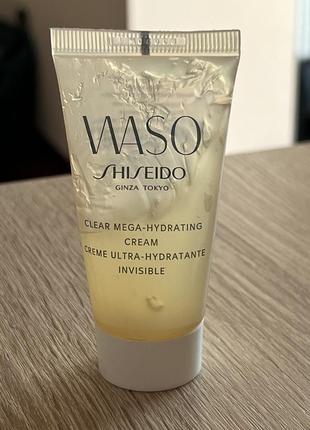 WASO
SHISEIDO
GINZA TOKYO
CLEAR MEGA-HYDRATING
CREAM
CREME ULTRA-HYDRATANTE
INVISIBLE